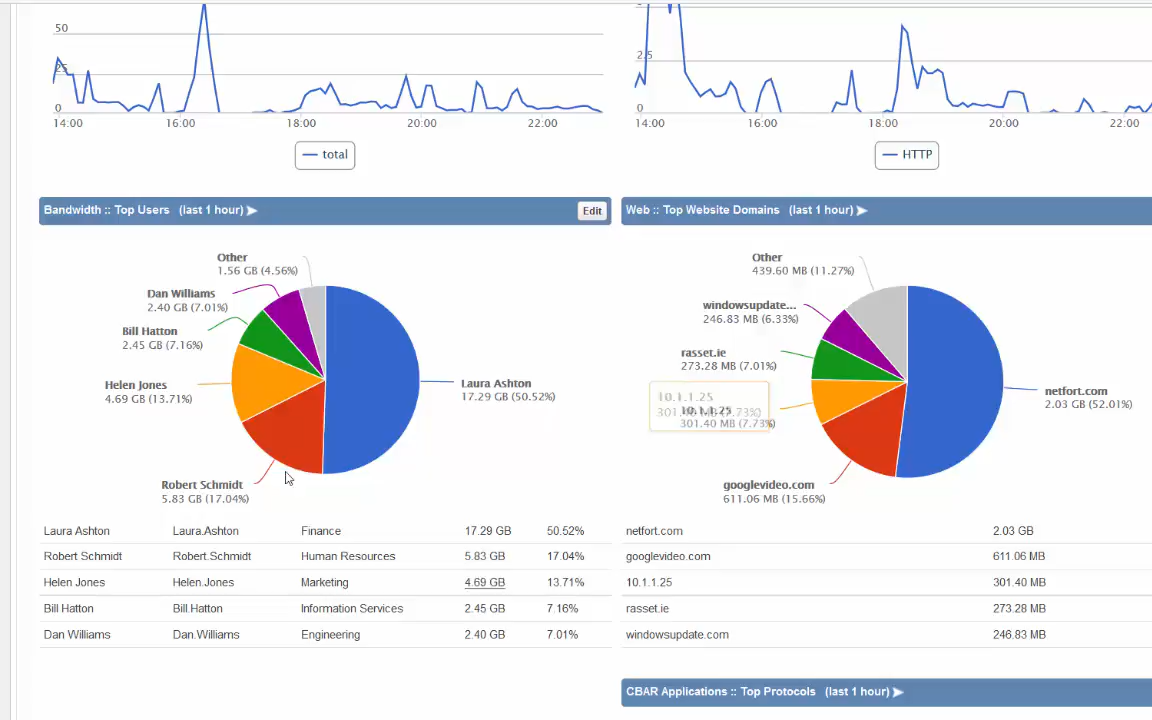 50
25
0
14:00 16:00 18:00 20:00 22:00
total
2.5
0
14:00 16:00 18:00 20:00 22:00
HTTP
Bandwidth :: Top Users (last 1 hour)
Edit
Other
1.56 GB (4.56%)
Dan Williams
2.40 GB (7.01%)
Bill Hatton
2.45 GB (7.16%)
Helen Jones
4.69 GB (13.71%)
Laura Ashton
17.29 GB (50.52%)
Robert Schmidt
5.83 GB (17.04%)
Laura Ashton Laura.Ashton Finance 17.29 GB 50.52%
Robert Schmidt Robert.Schmidt Human Resources 5.83 GB 17.04%
Helen Jones Helen.Jones Marketing 4.69 GB 13.71%
Bill Hatton Bill.Hatton Information Services 2.45 GB 7.16%
Dan Williams Dan.Williams Engineering 2.40 GB 7.01%
Web :: Top Website Domains (last 1 hour)
Other
439.60 MB (11.27%)
windowsupdate...
246.83 MB (6.33%)
rasset.ie
273.28 MB (7.01%)
10.1.1.25
301.40 MB (7.73%)
10.1.1.25
301.40 MB (7.73%)
netfort.com
2.03 GB (52.01%)
googlevideo.com
611.06 MB (15.66%)
netfort.com 2.03 GB
googlevideo.com 611.06 MB
10.1.1.25 301.40 MB
rasset.ie 273.28 MB
windowsupdate.com 246.83 MB
CBAR Applications :: Top Protocols (last 1 hour)